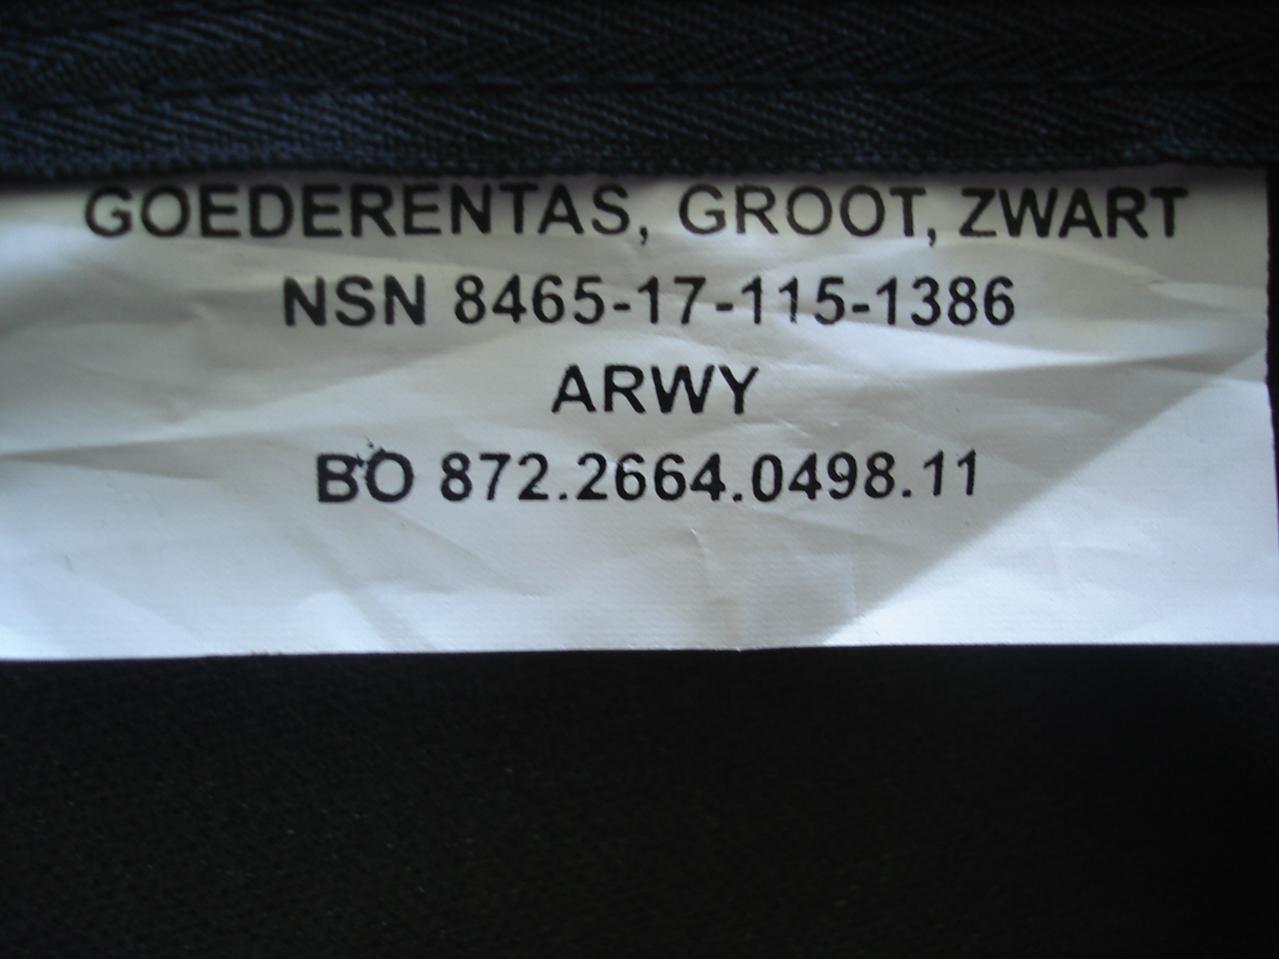 GOEDERENTAS, GROOT, ZWART
NSN 8465-17-115-1386
ARWY
BO 872.2664.0498.11